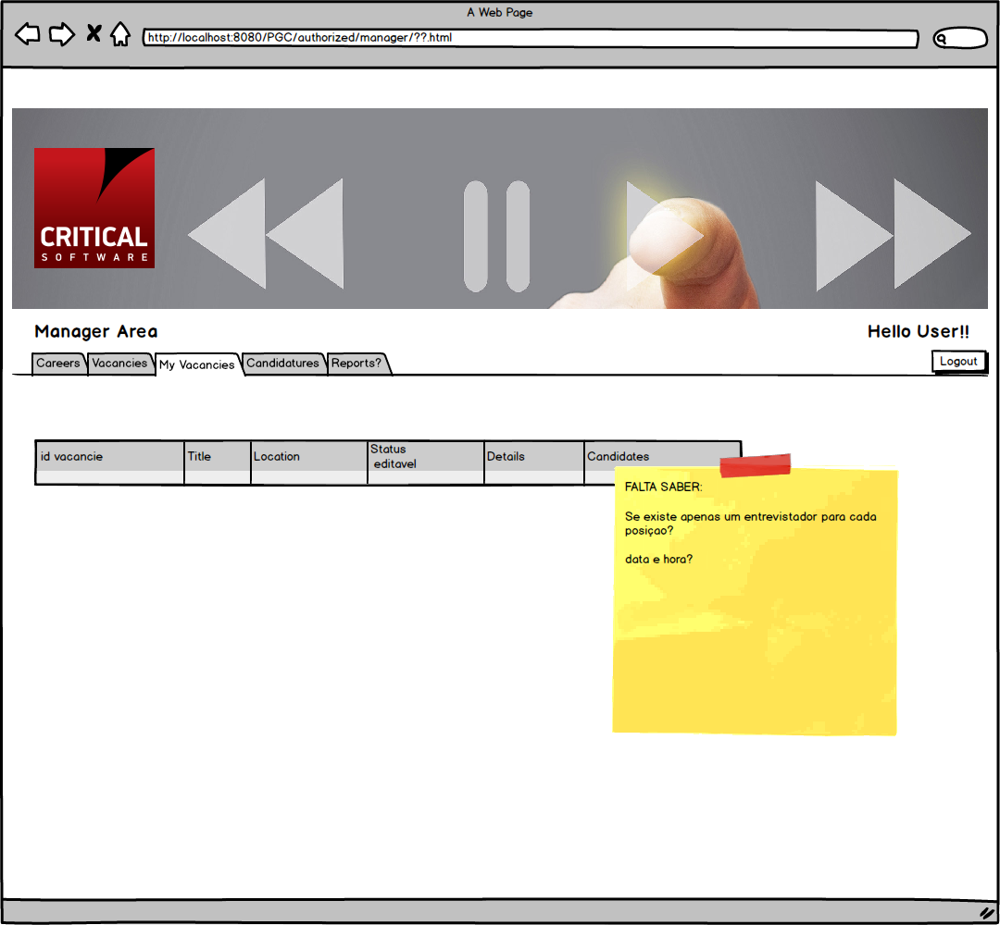 A Web Page
http://localhost:8080/PGC/authorized/manager/??.html
CRITICAL
SOFTWARE
Manager Area
Hello User!!
Careers Vacancies My Vacancies Candidatures Reports?
Logout
id vacancie Title Location Status editavel Details Candidates
FALTA SABER:
Se existe apenas um entrevistador para cada
posiçao?
data e hora?